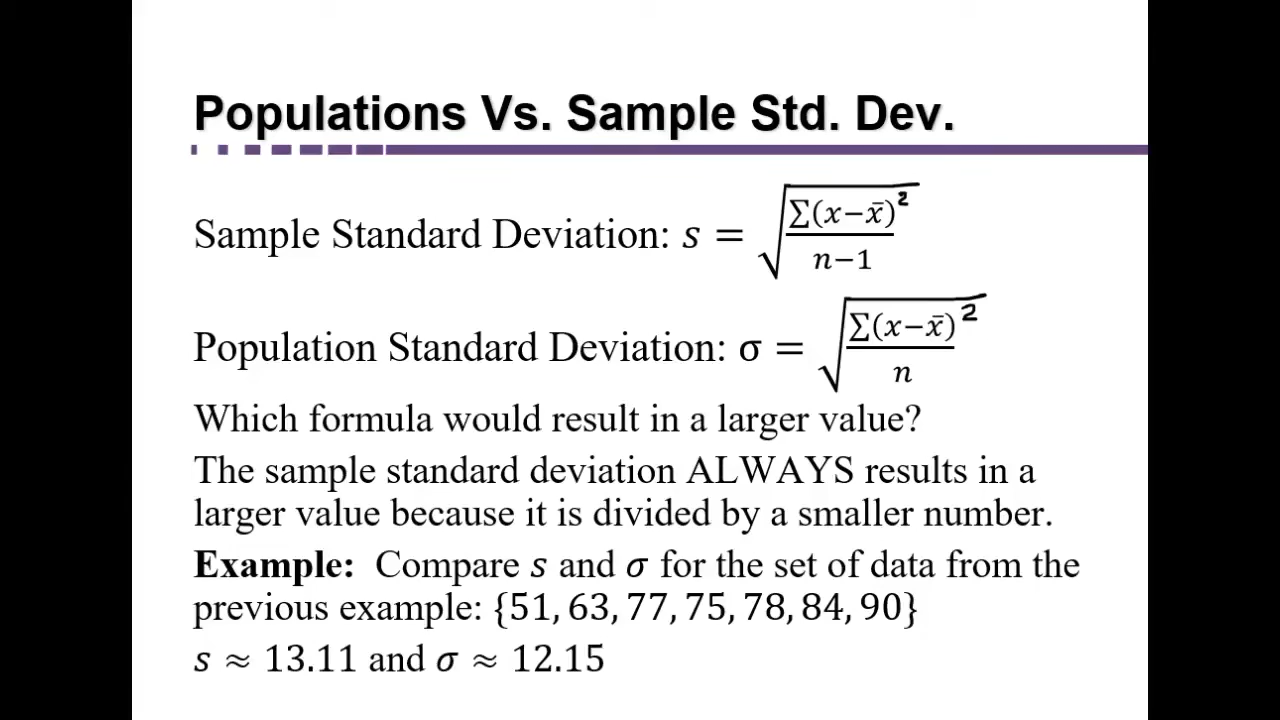 Populations Vs. Sample Std. Dev.
Sample Standard Deviation: s = √(∑(x−x̄)²/(n−1))
Population Standard Deviation: σ = √(∑(x−x̄)²/n)
Which formula would result in a larger value?
The sample standard deviation ALWAYS results in a
larger value because it is divided by a smaller number.
Example: Compare s and σ for the set of data from the
previous example: {51, 63, 77, 75, 78, 84, 90}
s ≈ 13.11 and σ ≈ 12.15